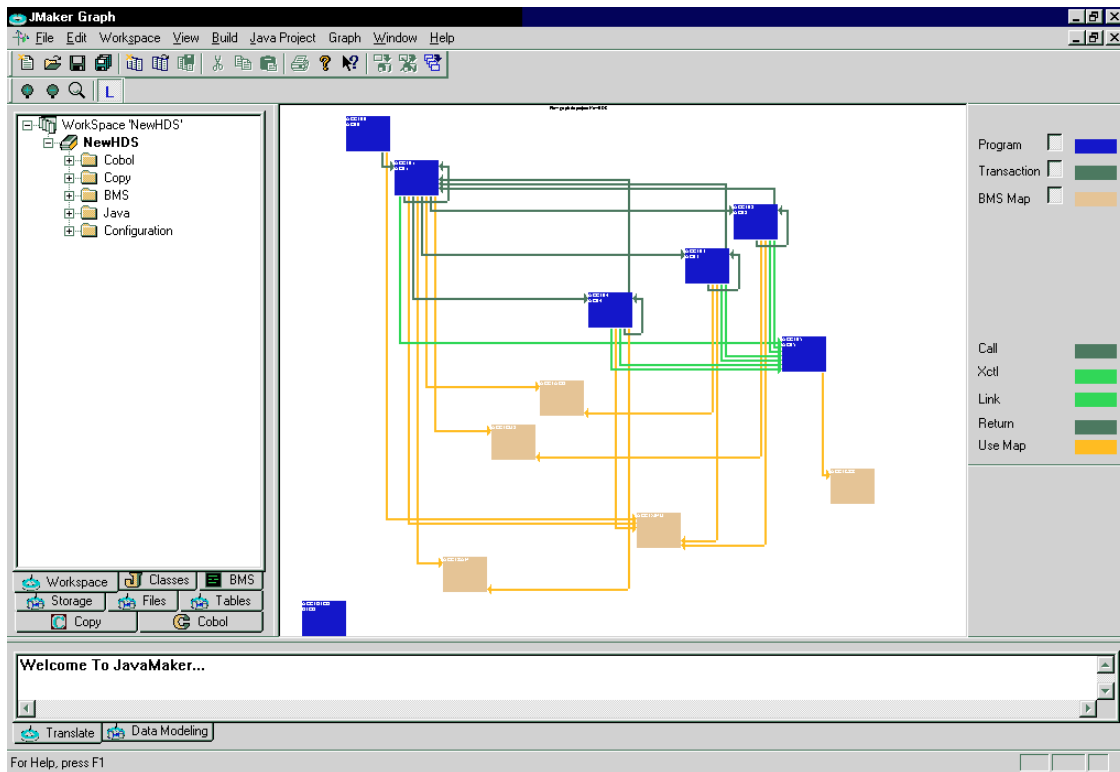 JMaker Graph
File Edit Workspace View Build Java Project Graph Window Help
L
WorkSpace 'NewHDS'
NewHDS
Cobol
Copy
BMS
Java
Configuration
Program
Transaction
BMS Map
Call
Xctl
Link
Return
Use Map
Workspace Classes BMS
Storage Files Tables
Copy Cobol
Welcome To JavaMaker...
Translate Data Modeling
For Help, press F1